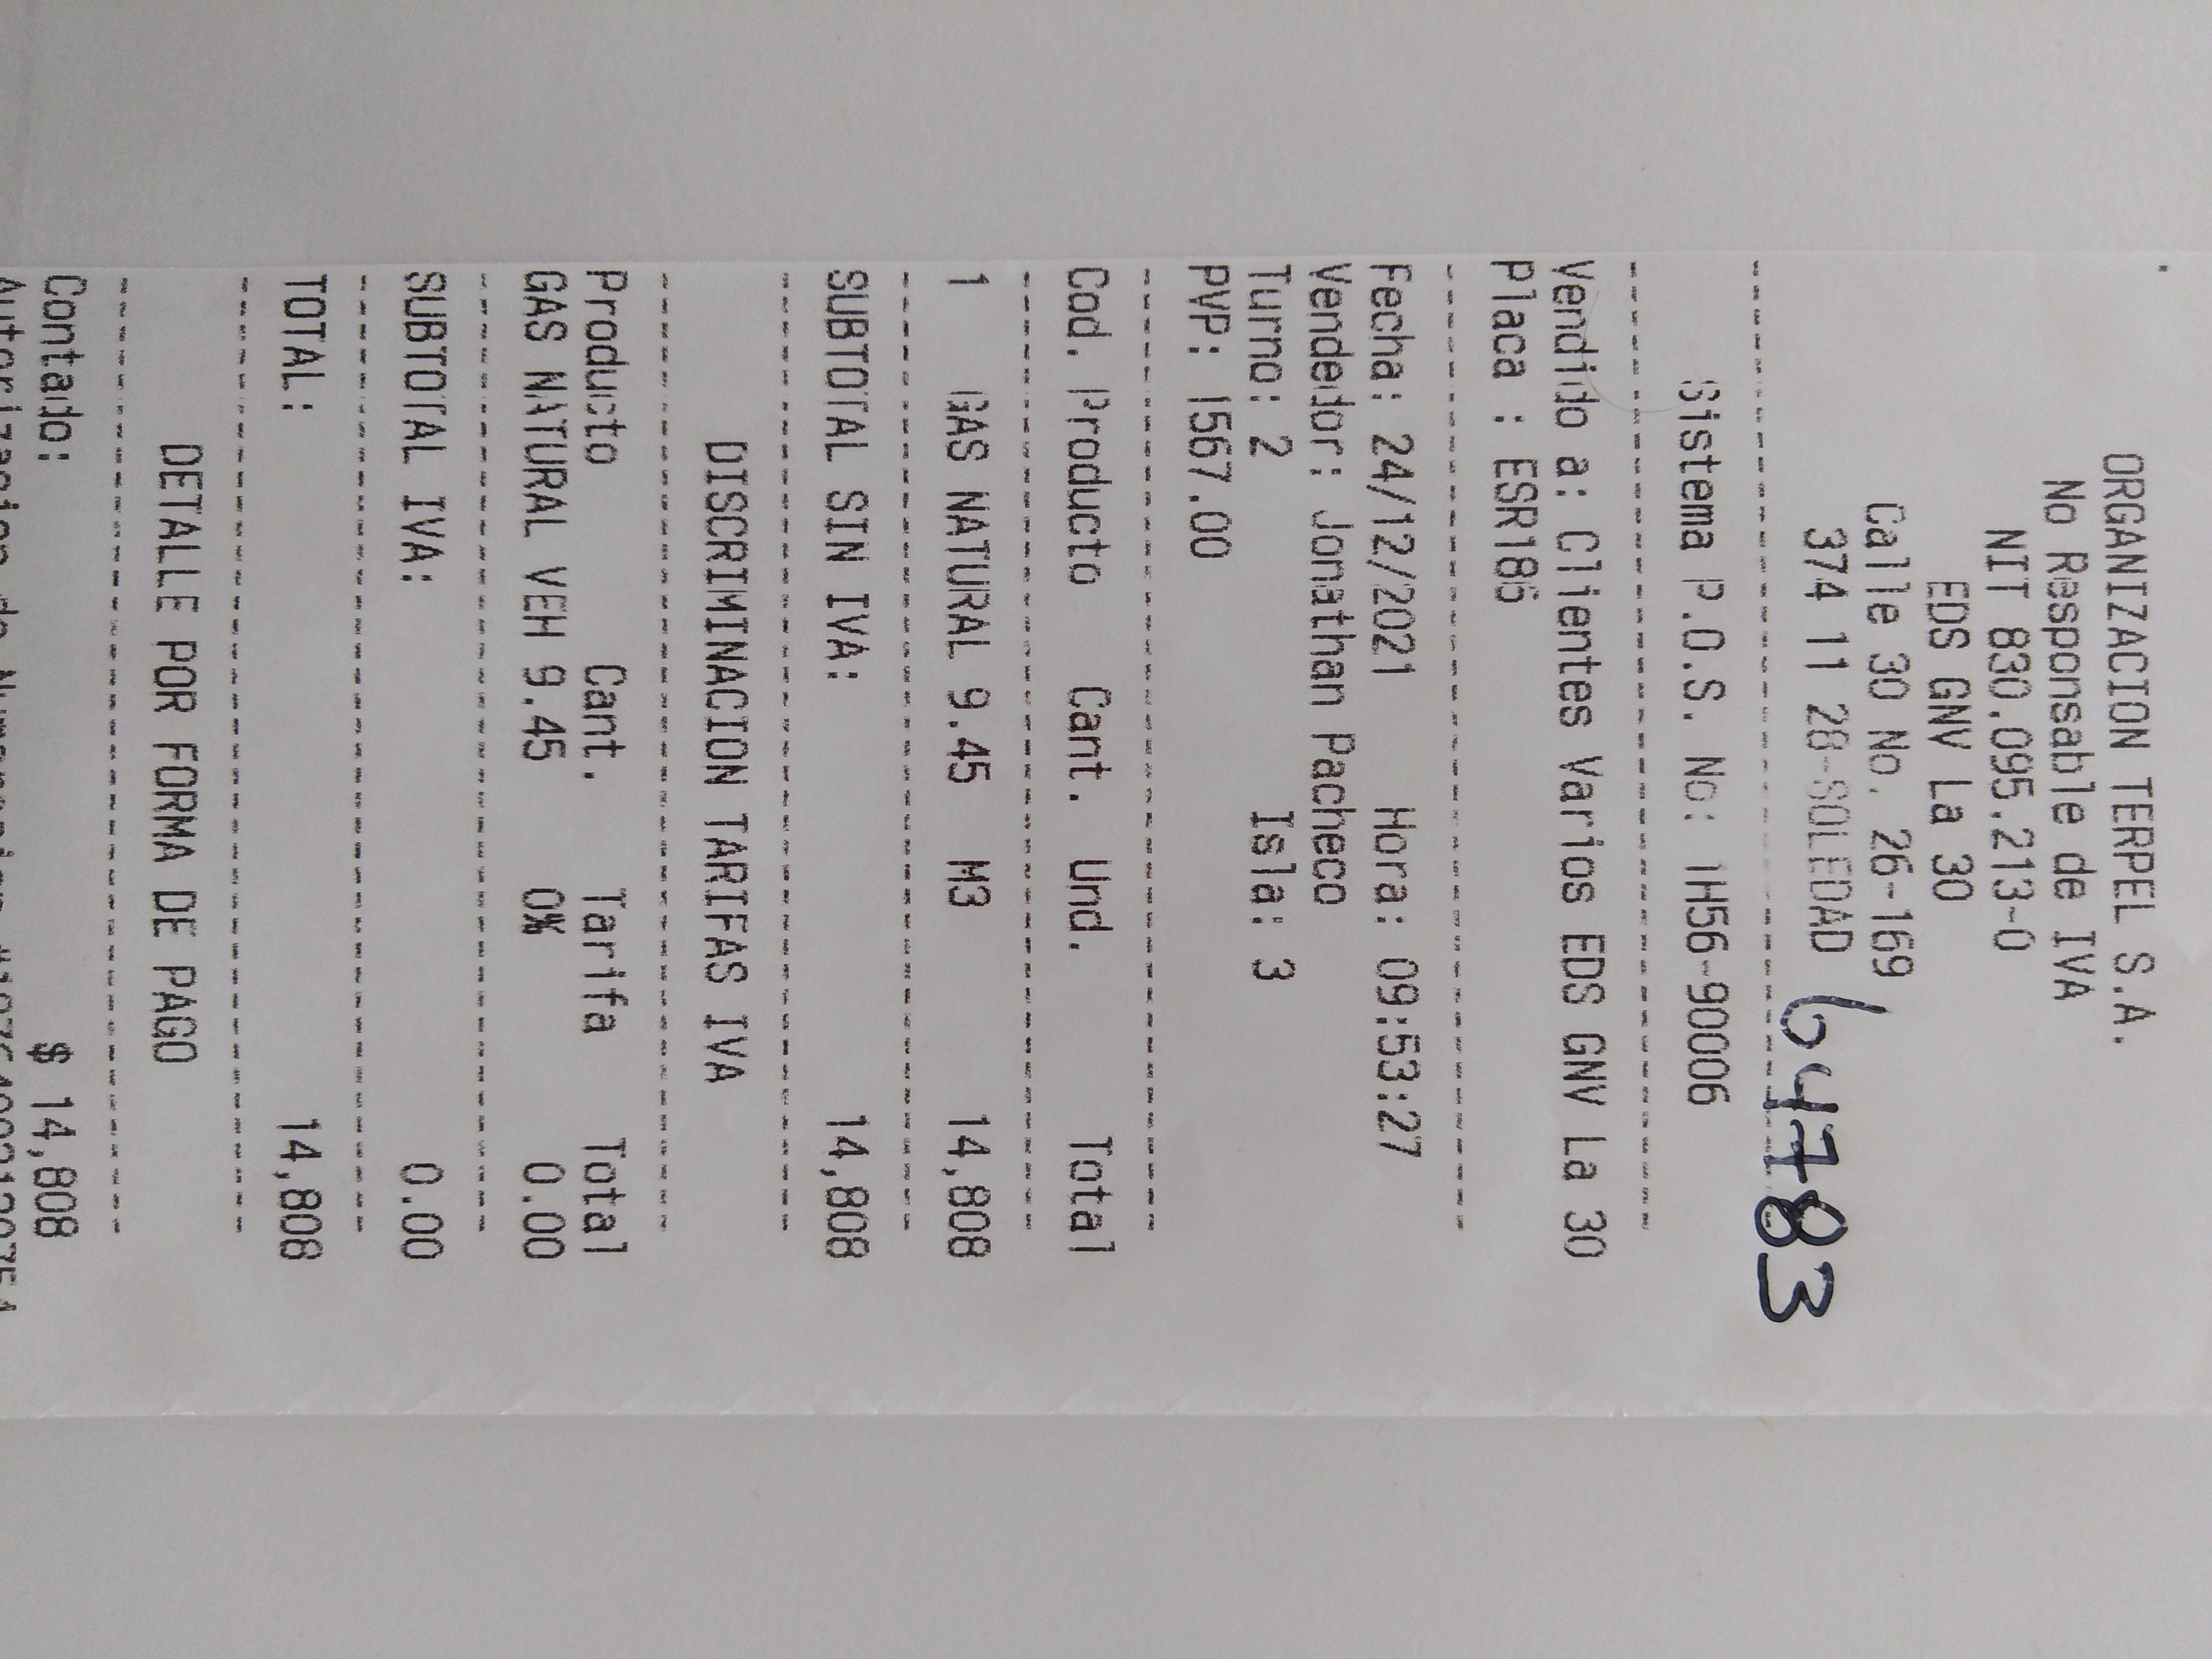 ORGANIZACION TERPEL S.A.
No Responsable de IVA
NIT 830.095.213-0
EDS GNV La 30
Calle 30 No. 26-169
374 11 28-SOLEDAD
64783
Sistema P.O.S. No: 1H56-90006
Vendido a: Clientes Varios EDS GNV La 30
Placa : ESR186
Fecha: 24/12/2021 Hora: 09:53:27
Vendedor: Jonathan Pacheco
Turno: 2 Isla: 3
PVP: 1567.00
Cod. Producto Cant. Und. Total
1 GAS NATURAL 9.45 M3 14,808
SUBTOTAL SIN IVA: 14,808
DISCRIMINACION TARIFAS IVA
Producto Cant. Tarifa Total
GAS NATURAL VEH 9.45 0% 0.00
SUBTOTAL IVA: 0.00
TOTAL: 14,808
DETALLE POR FORMA DE PAGO
Contado: $ 14,808